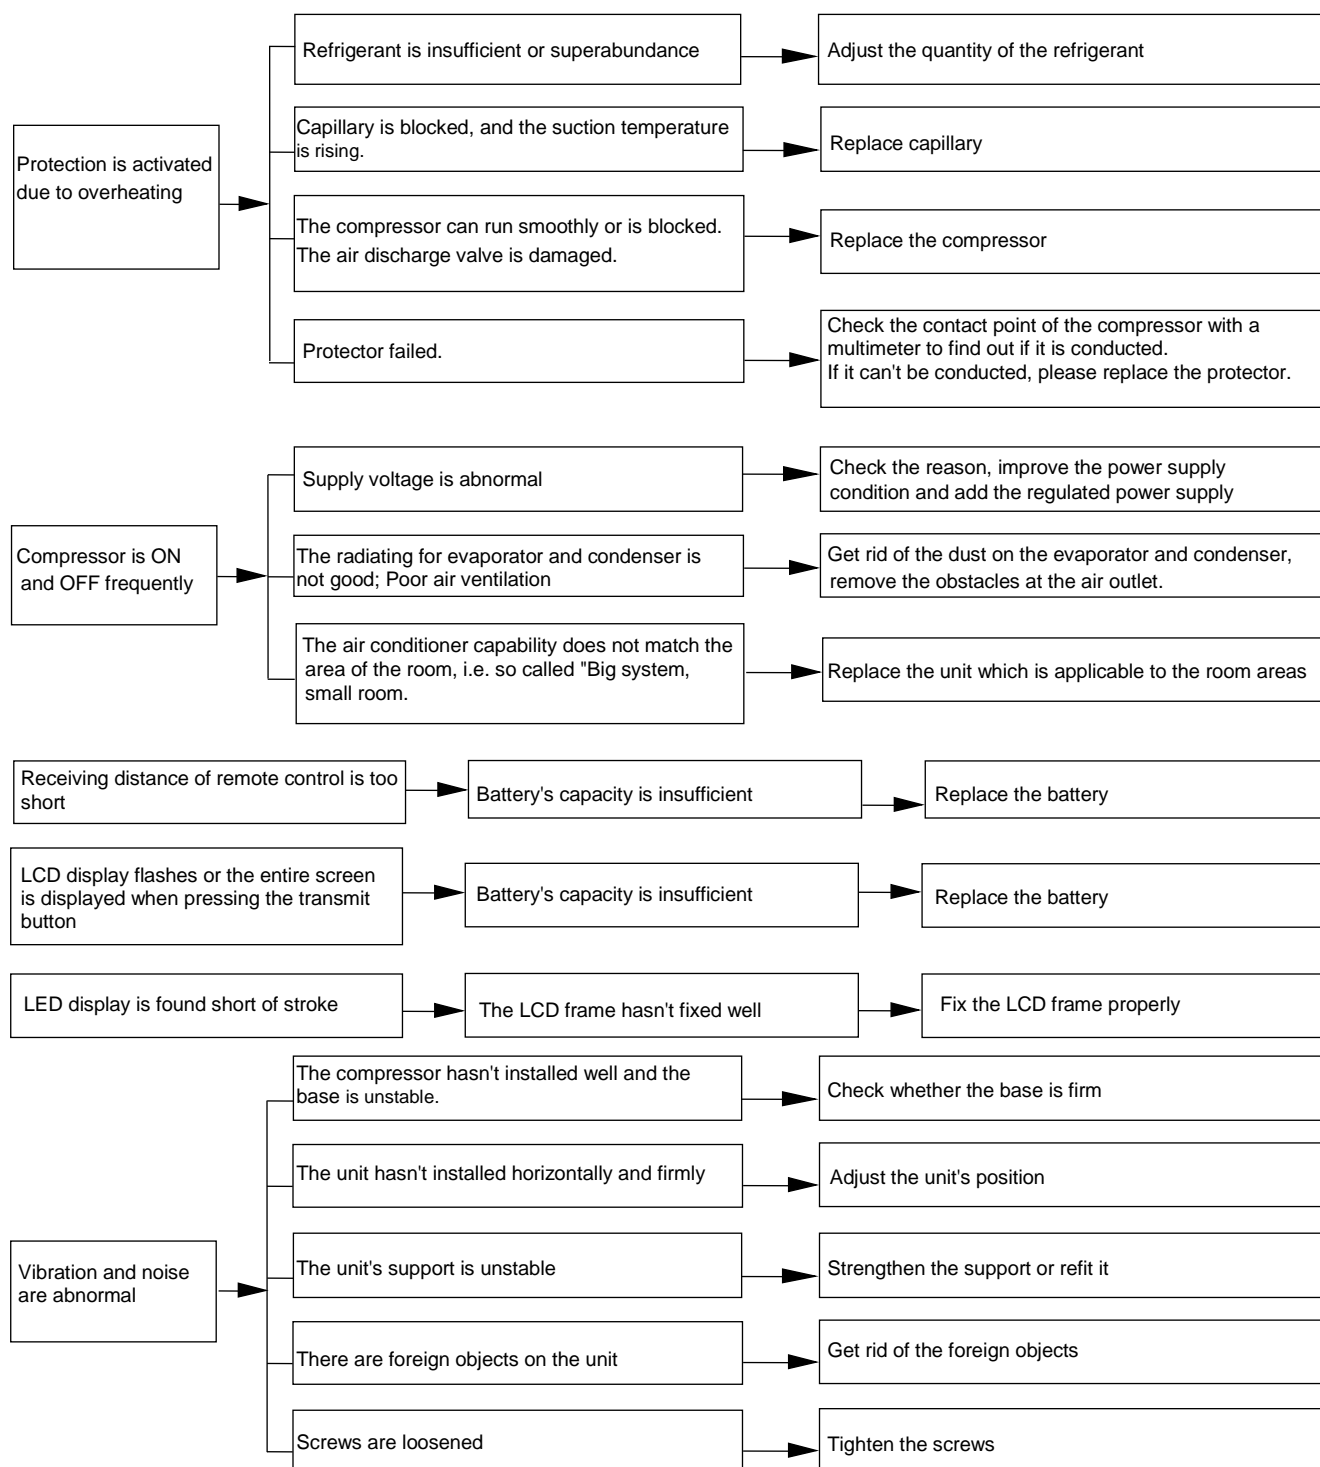 Refrigerant is insufficient or superabundance
Adjust the quantity of the refrigerant
Protection is activated
due to overheating
Capillary is blocked, and the suction temperature
is rising.
Replace capillary
The compressor can run smoothly or is blocked.
The air discharge valve is damaged.
Replace the compressor
Protector failed.
Check the contact point of the compressor with a
multimeter to find out if it is conducted.
If it can't be conducted, please replace the protector.
Supply voltage is abnormal
Check the reason, improve the power supply
condition and add the regulated power supply
Compressor is ON
and OFF frequently
The radiating for evaporator and condenser is
not good; Poor air ventilation
Get rid of the dust on the evaporator and condenser,
remove the obstacles at the air outlet.
The air conditioner capability does not match the
area of the room, i.e. so called "Big system,
small room.
Replace the unit which is applicable to the room areas
Receiving distance of remote control is too
short
Battery's capacity is insufficient
Replace the battery
LCD display flashes or the entire screen
is displayed when pressing the transmit
button
Battery's capacity is insufficient
Replace the battery
LED display is found short of stroke
The LCD frame hasn't fixed well
Fix the LCD frame properly
The compressor hasn't installed well and the
base is unstable.
Check whether the base is firm
The unit hasn't installed horizontally and firmly
Adjust the unit's position
Vibration and noise
are abnormal
The unit's support is unstable
Strengthen the support or refit it
There are foreign objects on the unit
Get rid of the foreign objects
Screws are loosened
Tighten the screws